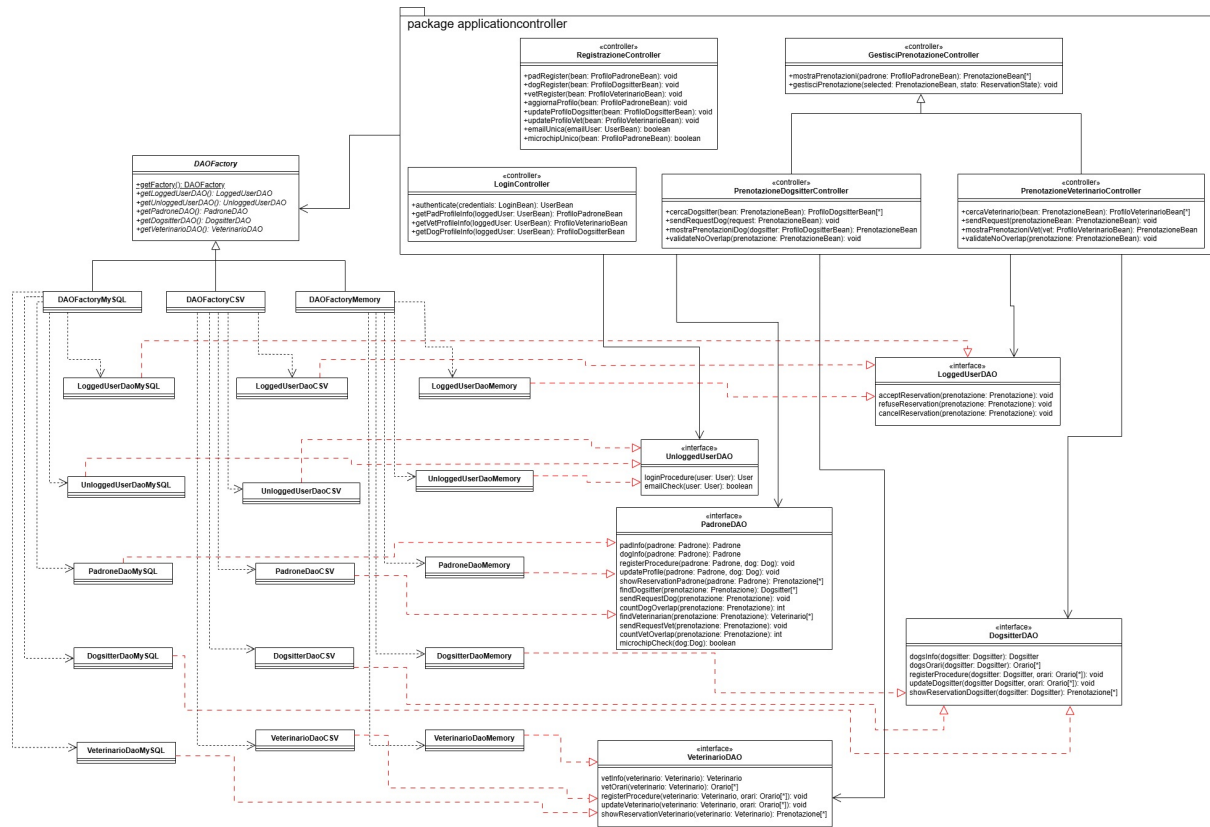 package applicationcontroller
«controller»
RegistrazioneController
+padRegister(bean: ProfiloPadroneBean): void
+dogRegister(bean: ProfiloDogsitterBean): void
+vetRegister(bean: ProfiloVeterinarioBean): void
+aggiornaProfilo(bean: ProfiloPadroneBean): void
+updateProfiloDogsitter(bean: ProfiloDogsitterBean): void
+updateProfiloVet(bean: ProfiloVeterinarioBean): void
+emailUnica(emailUser: UserBean): boolean
+microchipUnico(bean: ProfiloPadroneBean): boolean
«controller»
GestisciPrenotazioneController
+mostraPrenotazioni(padrone: ProfiloPadroneBean): PrenotazioneBean[*]
+gestisciPrenotazione(selected: PrenotazioneBean, stato: ReservationState): void
DAOFactory
+getFactory(): DAOFactory
+getLoggedUserDAO(): LoggedUserDAO
+getUnloggedUserDAO(): UnloggedUserDAO
+getPadroneDAO(): PadroneDAO
+getDogsitterDAO(): DogsitterDAO
+getVeterinarioDAO(): VeterinarioDAO
«controller»
LoginController
+authenticate(credentials: LoginBean): UserBean
+getPadProfileInfo(loggedUser: UserBean): ProfiloPadroneBean
+getVetProfileInfo(loggedUser: UserBean): ProfiloVeterinarioBean
+getDogProfileInfo(loggedUser: UserBean): ProfiloDogsitterBean
«controller»
PrenotazioneDogsitterController
+cercaDogsitter(bean: PrenotazioneBean): ProfiloDogsitterBean[*]
+sendRequestDog(request: PrenotazioneBean): void
+mostraPrenotazioniDog(dogsitter: ProfiloDogsitterBean): PrenotazioneBean
+validateNoOverlap(prenotazione: PrenotazioneBean): void
«controller»
PrenotazioneVeterinarioController
+cercaVeterinario(bean: PrenotazioneBean): ProfiloVeterinarioBean[*]
+sendRequest(prenotazione: PrenotazioneBean): void
+mostraPrenotazioniVet(vet: ProfiloVeterinarioBean): PrenotazioneBean
+validateNoOverlap(prenotazione: PrenotazioneBean): void
DAOFactoryMySQL
DAOFactoryCSV
DAOFactoryMemory
LoggedUserDaoMySQL
LoggedUserDaoCSV
LoggedUserDaoMemory
«interface»
LoggedUserDAO
acceptReservation(prenotazione: Prenotazione): void
refuseReservation(prenotazione: Prenotazione): void
cancelReservation(prenotazione: Prenotazione): void
UnloggedUserDaoMySQL
UnloggedUserDaoCSV
UnloggedUserDaoMemory
«interface»
UnloggedUserDAO
loginProcedure(user: User): User
emailCheck(user: User): boolean
PadroneDaoMySQL
PadroneDaoCSV
PadroneDaoMemory
«interface»
PadroneDAO
padInfo(padrone: Padrone): Padrone
dogInfo(padrone: Padrone): Padrone
registerProcedure(padrone: Padrone, dog: Dog): void
updateProfile(padrone: Padrone, dog: Dog): void
showReservationPadrone(padrone: Padrone): Prenotazione[*]
findDogsitter(prenotazione: Prenotazione): Dogsitter[*]
sendRequestDog(prenotazione: Prenotazione): void
countDogOverlap(prenotazione: Prenotazione): int
findVeterinarian(prenotazione: Prenotazione): Veterinario[*]
sendRequestVet(prenotazione: Prenotazione): void
countVetOverlap(prenotazione: Prenotazione): int
microchipCheck(dog:Dog): boolean
DogsitterDaoMySQL
DogsitterDaoCSV
DogsitterDaoMemory
«interface»
DogsitterDAO
dogsInfo(dogsitter: Dogsitter): Dogsitter
dogsOrari(dogsitter: Dogsitter): Orario[*]
registerProcedure(dogsitter: Dogsitter, orari: Orario[*]): void
updateDogsitter(dogsitter Dogsitter, orari: Orario[*]): void
showReservationDogsitter(dogsitter: Dogsitter): Prenotazione[*]
VeterinarioDaoMySQL
VeterinarioDaoCSV
VeterinarioDaoMemory
«interface»
VeterinarioDAO
vetInfo(veterinario: Veterinario): Veterinario
vetOrari(veterinario: Veterinario): Orario[*]
registerProcedure(veterinario: Veterinario, orari: Orario[*]): void
updateVeterinario(veterinario: Veterinario, orari: Orario[*]): void
showReservationVeterinario(veterinario: Veterinario): Prenotazione[*]